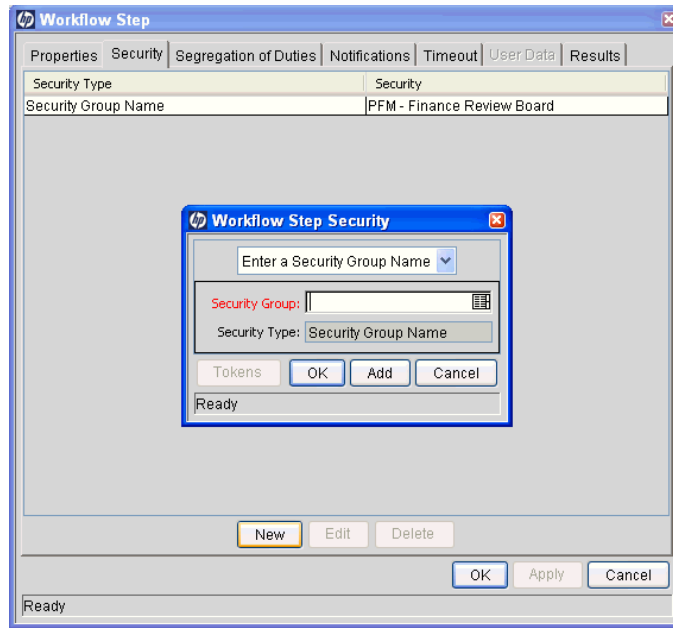 hp Workflow Step
Properties Security Segregation of Duties Notifications Timeout User Data Results
Security Type Security
Security Group Name PFM - Finance Review Board
hp Workflow Step Security
Enter a Security Group Name
Security Group:
Security Type: Security Group Name
Tokens OK Add Cancel
Ready
New Edit Delete
OK Apply Cancel
Ready